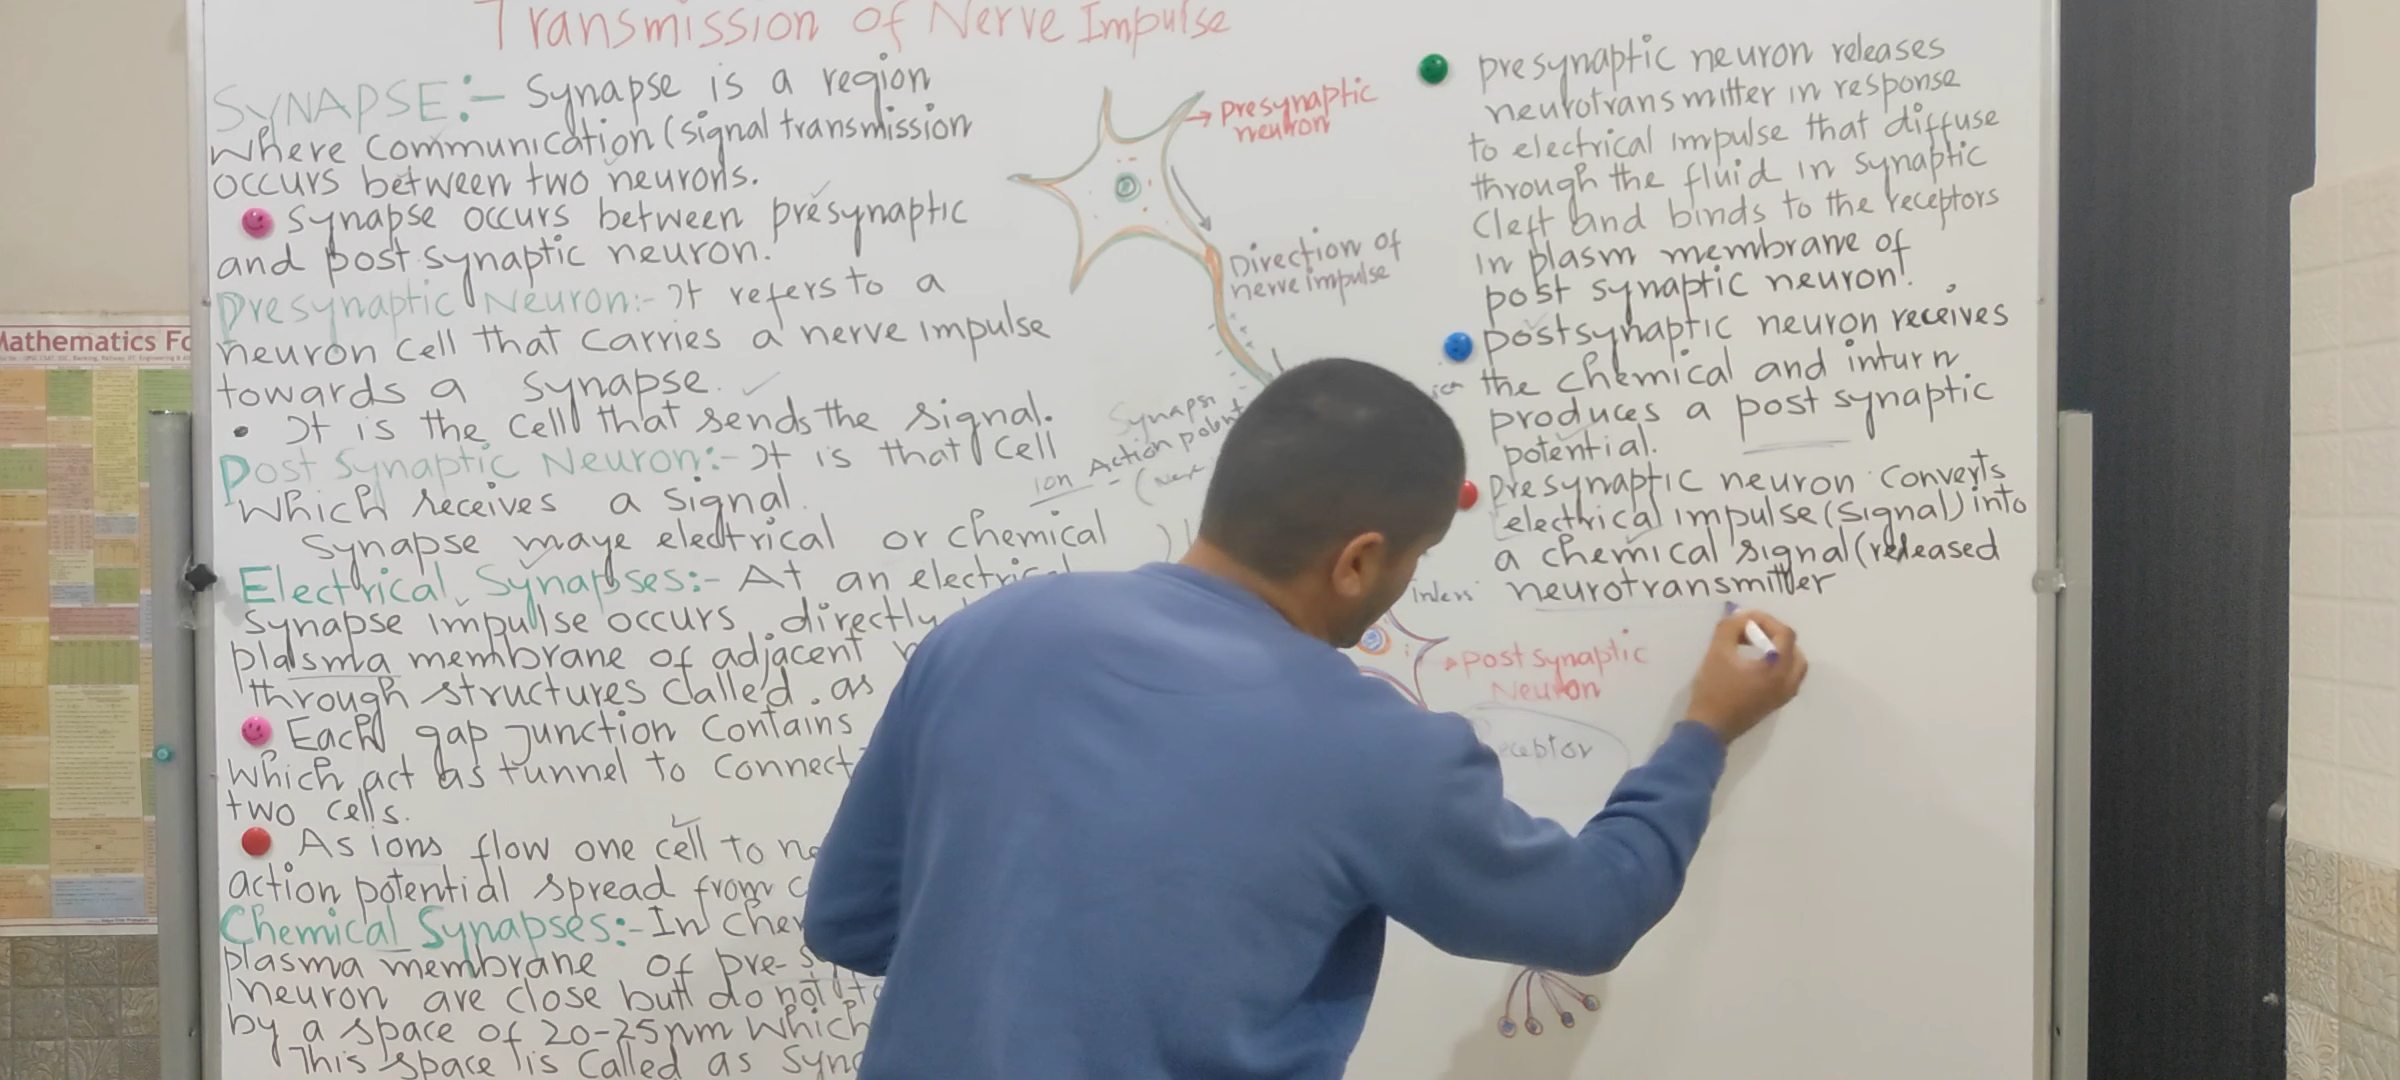 Transmission of Nerve Impulse
SYNAPSE:- Synapse is a region
where communication (signal transmission
occurs between two neurons.
Synapse occurs between presynaptic
and post synaptic neuron.
Presynaptic Neuron:- It refers to a
neuron cell that carries a nerve impulse
towards a synapse.
• It is the cell that sends the signal.
Post Synaptic Neuron:- It is that cell
which receives a signal.
Synapse maye electrical or chemical
Electrical Synapses:- At an electrical
synapse impulse occurs directly
plasma membrane of adjacent
through structures called as
Each gap junction contains
which act as tunnel to connect
two cells.
As ions flow one cell to
action potential spread from
Chemical Synapses:- In
plasma membrane of pre-
neuron are close but do not
by a space of 20-25nm which
This space is called as
presynaptic
neuron
Direction of
nerve impulse
ion Action
post synaptic
Neuron
presynaptic neuron releases
neurotransmitter in response
to electrical impulse that diffuse
through the fluid in synaptic
cleft and binds to the receptors
in plasm membrane of
post synaptic neuron.
postsynaptic neuron receives
the chemical and inturn
produces a post synaptic
potential.
presynaptic neuron converts
electrical impulse (signal) into
a chemical signal (released
neurotransmitter
Mathematics Fo